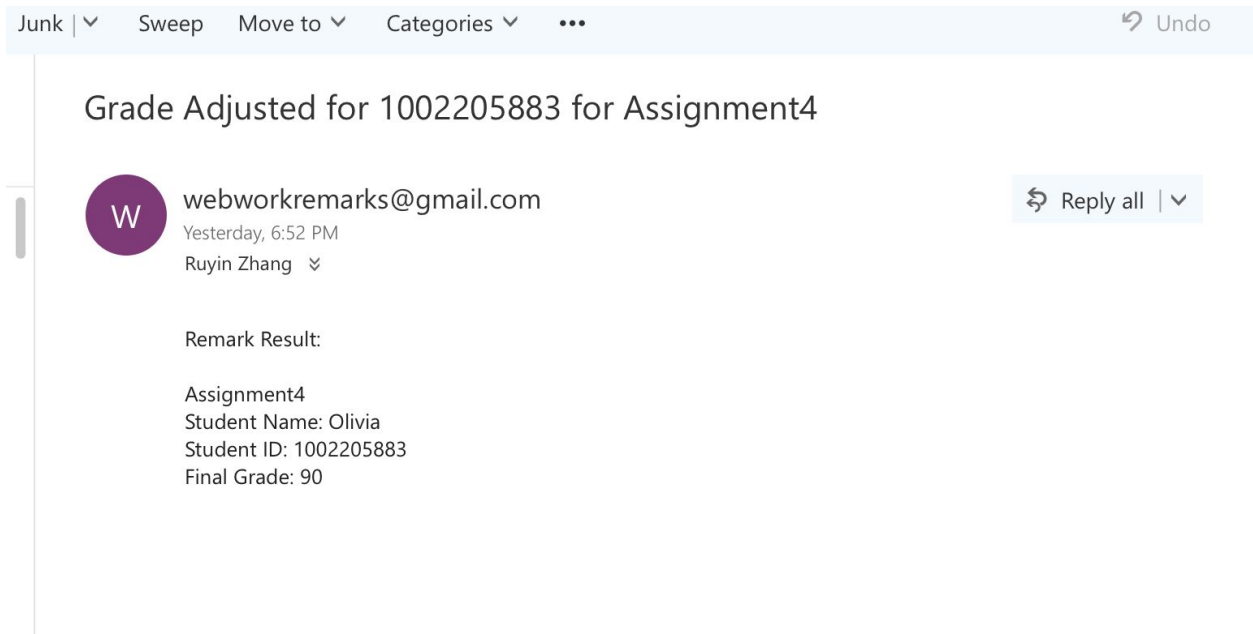 Junk | Sweep Move to Categories ••• Undo
Grade Adjusted for 1002205883 for Assignment4
W
webworkremarks@gmail.com
Reply all |
Yesterday, 6:52 PM
Ruyin Zhang
Remark Result:
Assignment4
Student Name: Olivia
Student ID: 1002205883
Final Grade: 90